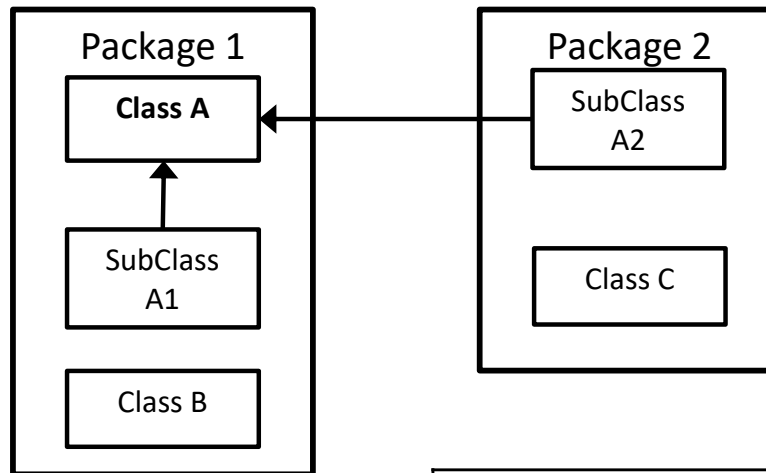 Package 1
Class A
SubClass
A1
Class B
Package 2
SubClass
A2
Class C